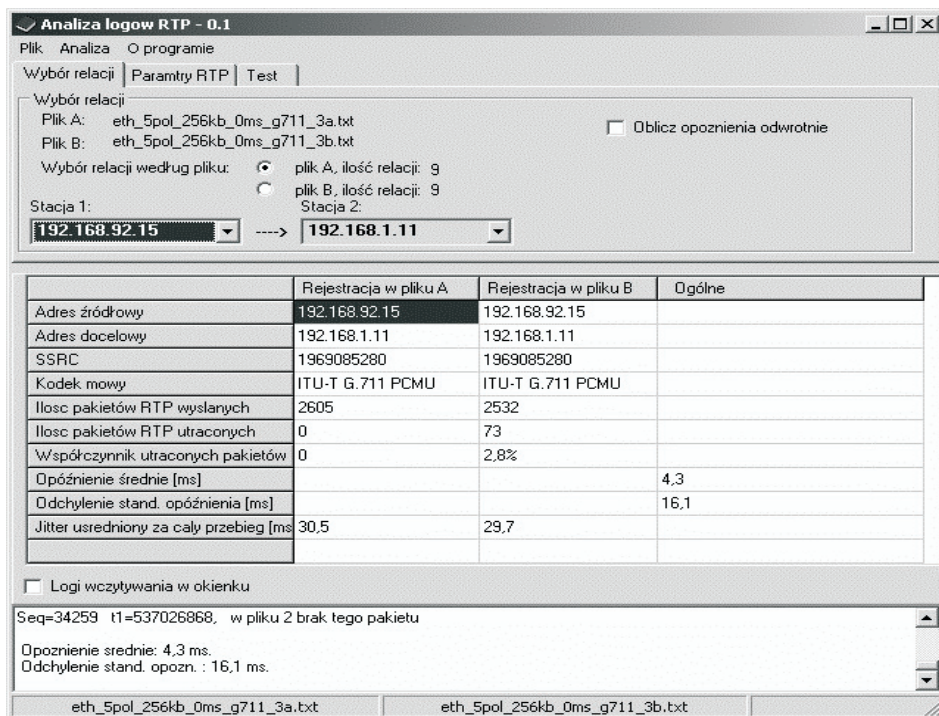 Analiza logow RTP - 0.1
Plik Analiza O programie
Wybór relacji Paramtry RTP Test
Wybór relacji
Plik A: eth_5pol_256kb_0ms_g711_3a.txt
Plik B: eth_5pol_256kb_0ms_g711_3b.txt
Oblicz opoznienia odwrotnie
Wybór relacji według pliku: plik A, ilość relacji: 9
plik B, ilość relacji: 9
Stacja 1: Stacja 2:
192.168.92.15 ----> 192.168.1.11
Rejestracja w pliku A Rejestracja w pliku B Ogólne
Adres źródłowy 192.168.92.15 192.168.92.15
Adres docelowy 192.168.1.11 192.168.1.11
SSRC 1969085280 1969085280
Kodek mowy ITU-T G.711 PCMU ITU-T G.711 PCMU
Ilosc pakietów RTP wyslanych 2605 2532
Ilosc pakietów RTP utraconych 0 73
Współczynnik utraconych pakietów 0 2,8%
Opóźnienie średnie [ms] 4,3
Odchylenie stand. opóźnienia [ms] 16,1
Jitter usredniony za caly przebieg [ms 30,5 29,7
Logi wczytywania w okienku
Seq=34259 t1=537026868, w pliku 2 brak tego pakietu
Opoznienie srednie: 4,3 ms.
Odchylenie stand. opozn. : 16,1 ms.
eth_5pol_256kb_0ms_g711_3a.txt eth_5pol_256kb_0ms_g711_3b.txt